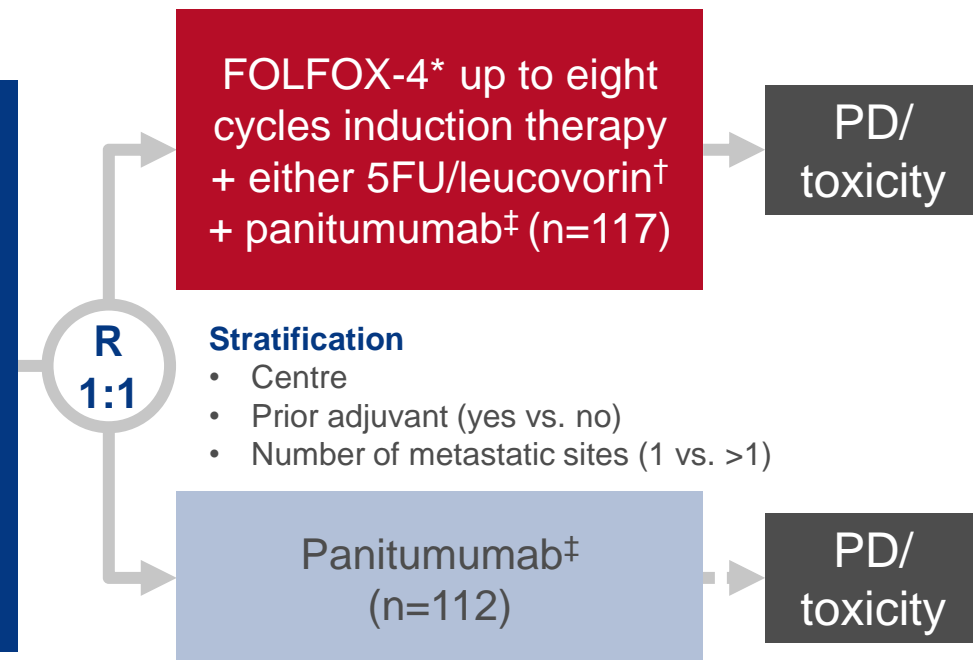 FOLFOX-4* up to eight
cycles induction therapy
+ either 5FU/leucovorin†
+ panitumumab‡ (n=117)
PD/
toxicity
R
1:1
Stratification
• Centre
• Prior adjuvant (yes vs. no)
• Number of metastatic sites (1 vs. >1)
Panitumumab‡
(n=112)
PD/
toxicity